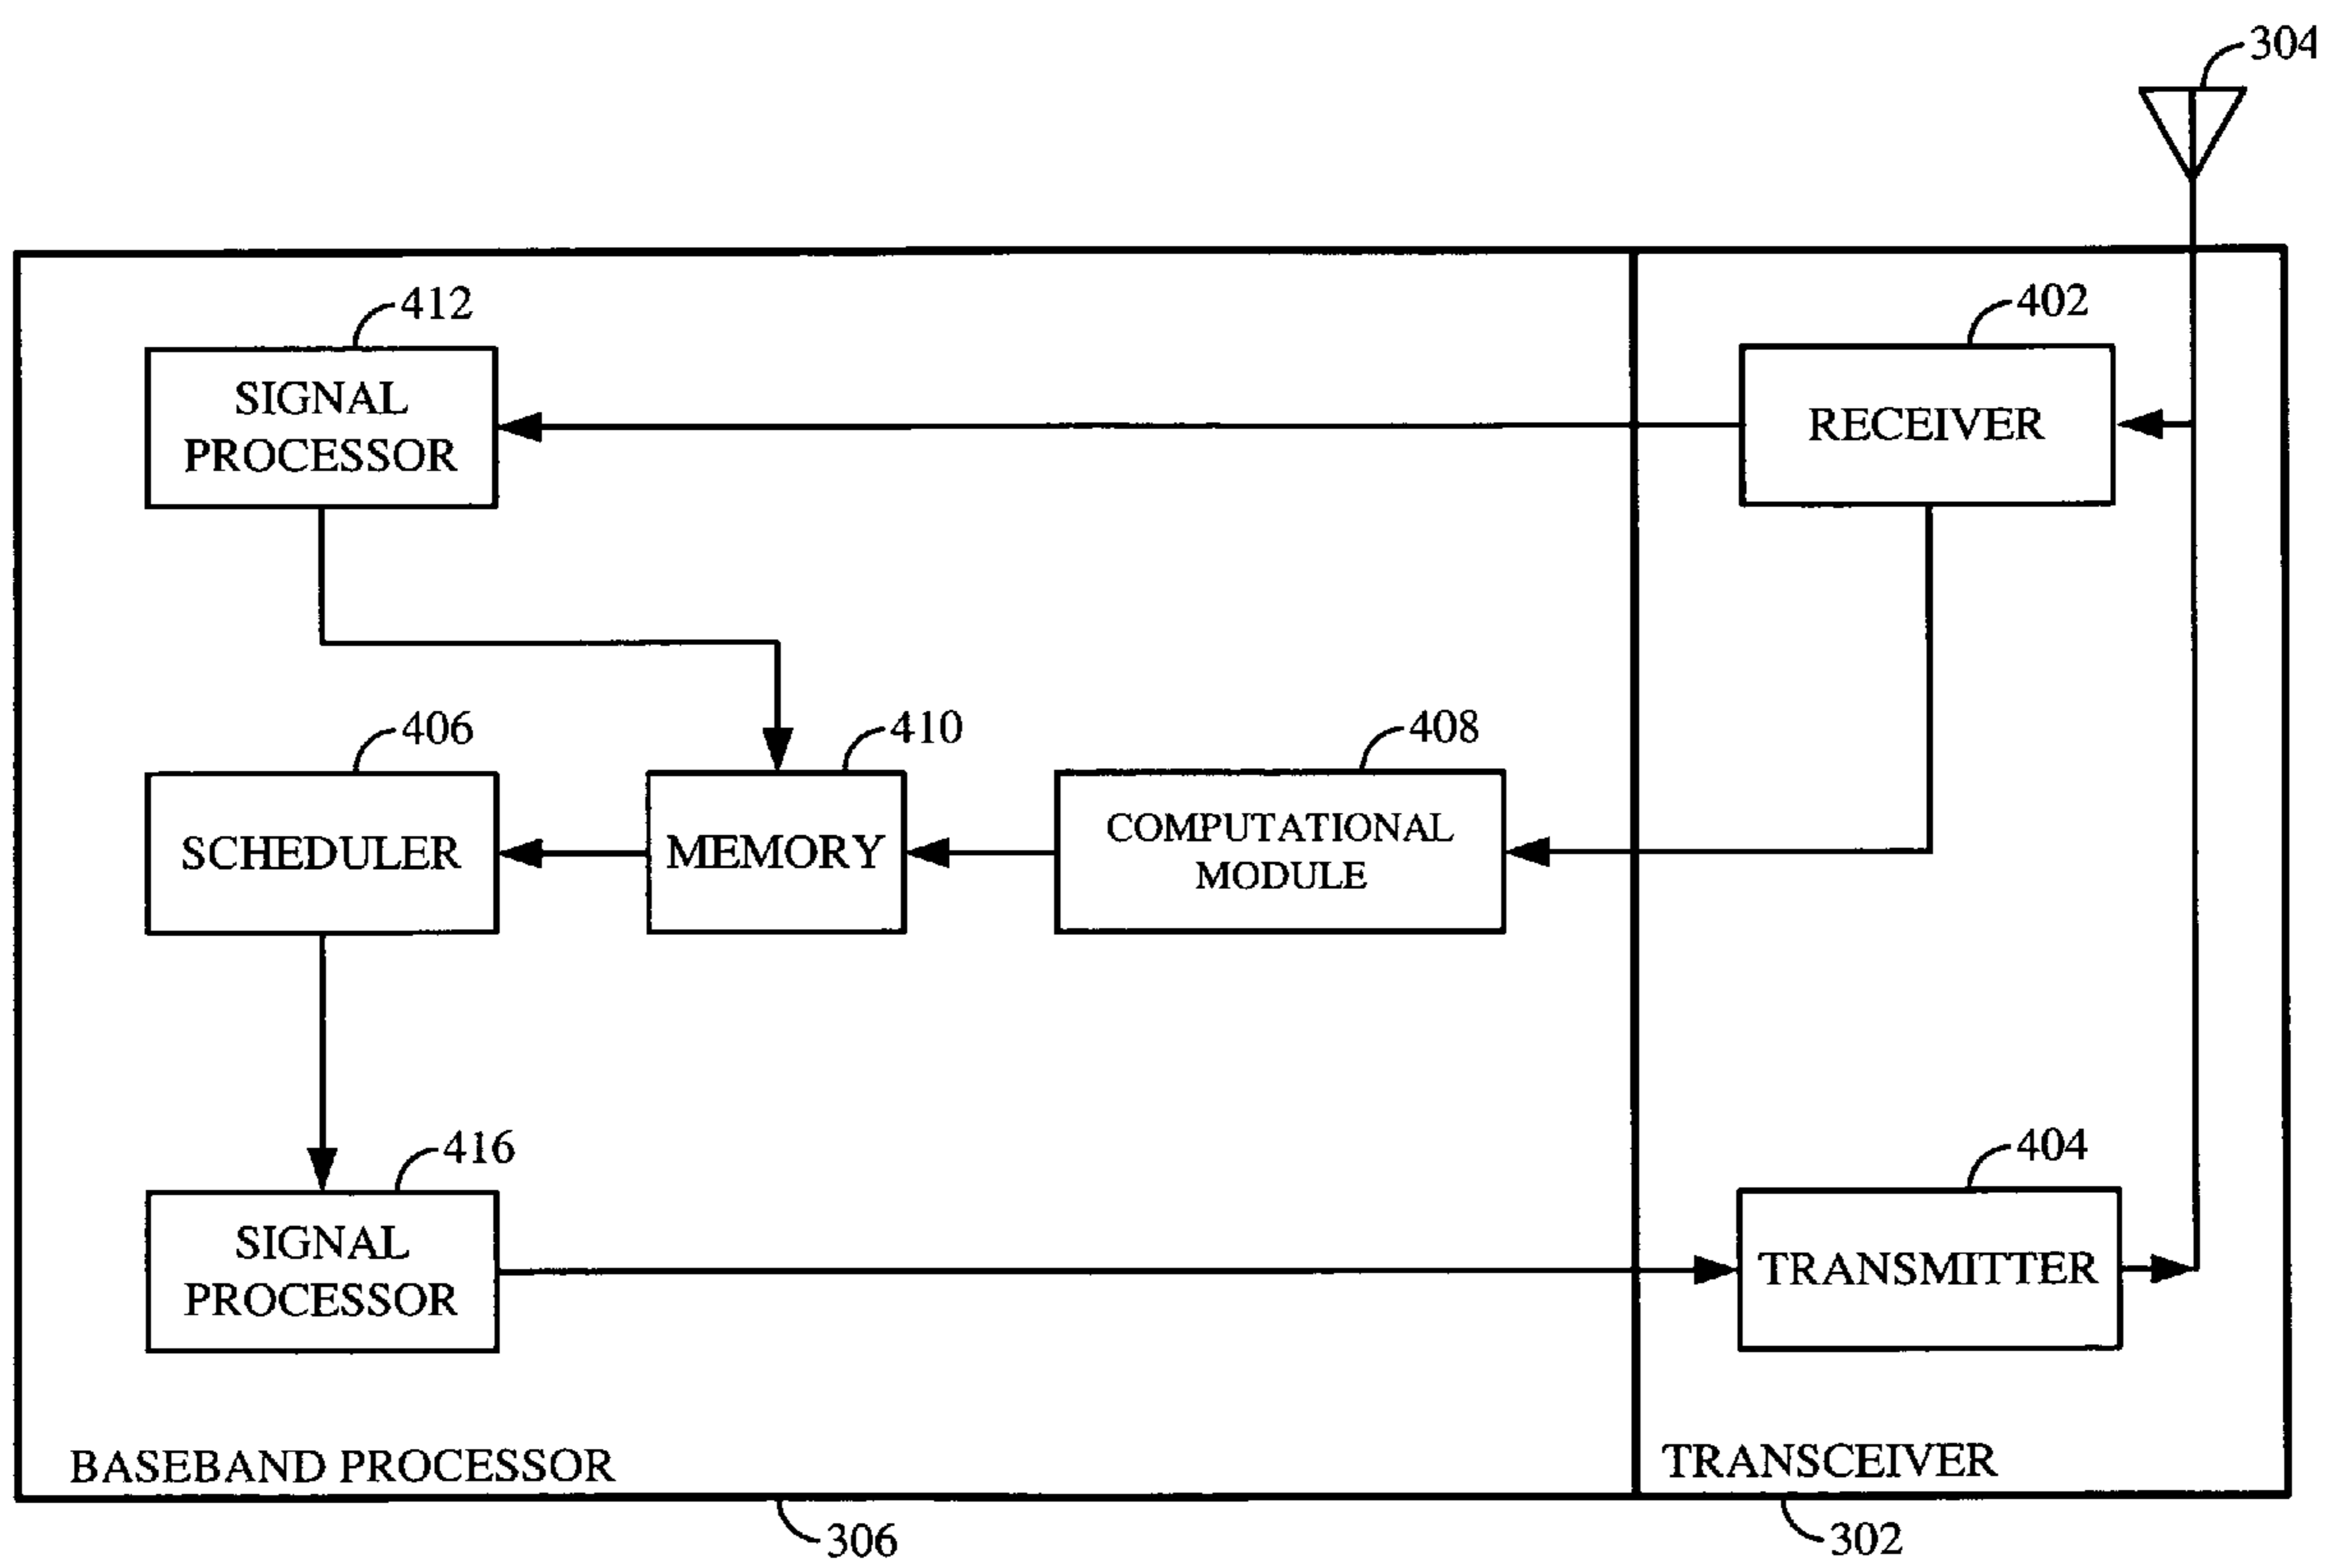 304
412
402
SIGNAL
PROCESSOR
RECEIVER
406
410
408
SCHEDULER
MEMORY
COMPUTATIONAL
MODULE
416
404
SIGNAL
PROCESSOR
TRANSMITTER
BASEBAND PROCESSOR
TRANSCEIVER
306
302